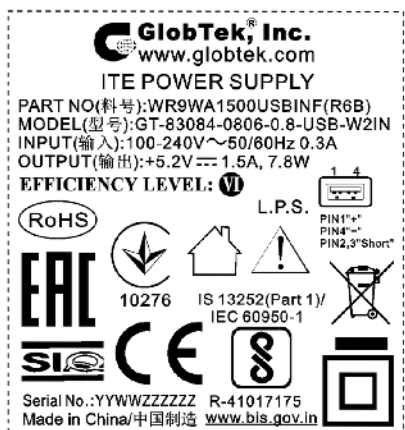 GlobTek,® Inc.
www.globtek.com
ITE POWER SUPPLY
PART NO(料号):WR9WA1500USBINF(R6B)
MODEL(型号):GT-83084-0806-0.8-USB-W2IN
INPUT(输入):100-240V～50/60Hz 0.3A
OUTPUT(输出):+5.2V⎓1.5A, 7.8W
EFFICIENCY LEVEL: VI
1 4
RoHS
L.P.S.
PIN1"+"
PIN4"-"
PIN2,3"Short"
EAC
10276
IS 13252(Part 1)/
IEC 60950-1
SIQ
CE
Serial No.:YYWWZZZZZZ R-41017175
Made in China/中国制造 www.bis.gov.in